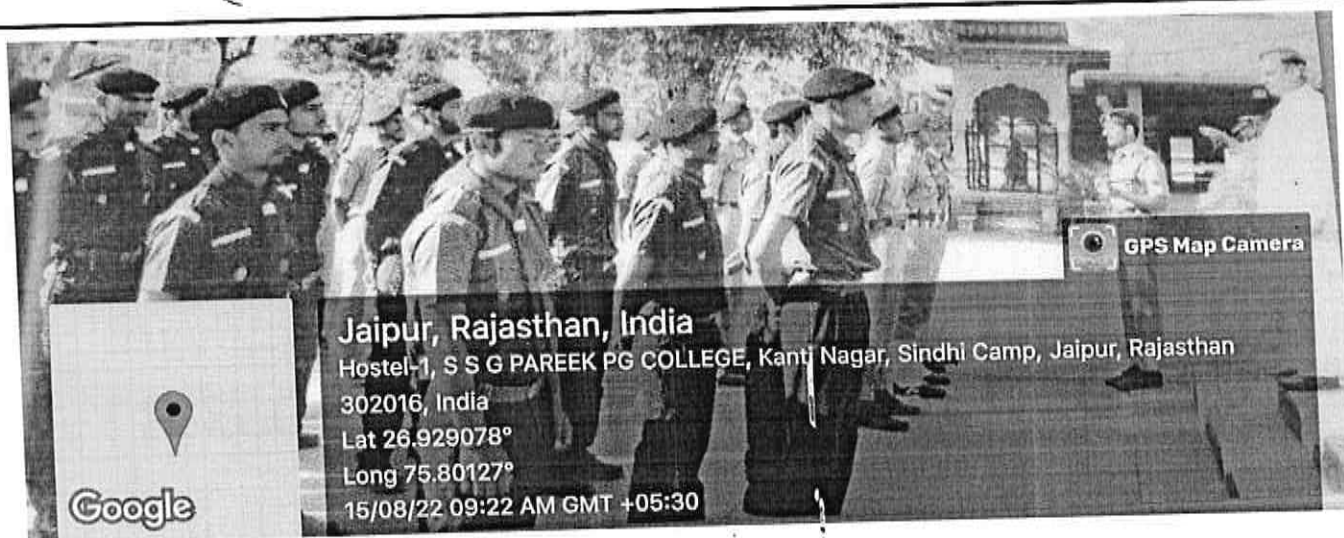 GPS Map Camera
Jaipur, Rajasthan, India
Hostel-1, S S G PAREEK PG COLLEGE, Kanti Nagar, Sindhi Camp, Jaipur, Rajasthan
302016, India
Lat 26.929078°
Long 75.80127°
15/08/22 09:22 AM GMT +05:30
Google